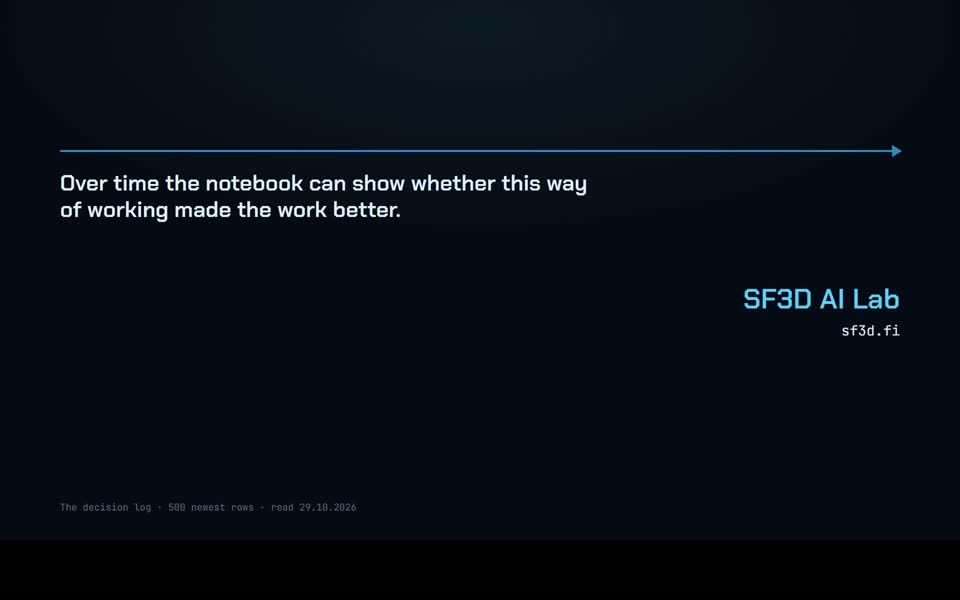 Over time the notebook can show whether this way
of working made the work better.
SF3D AI Lab
sf3d.fi
The decision log · 500 newest rows · read 29.10.2026